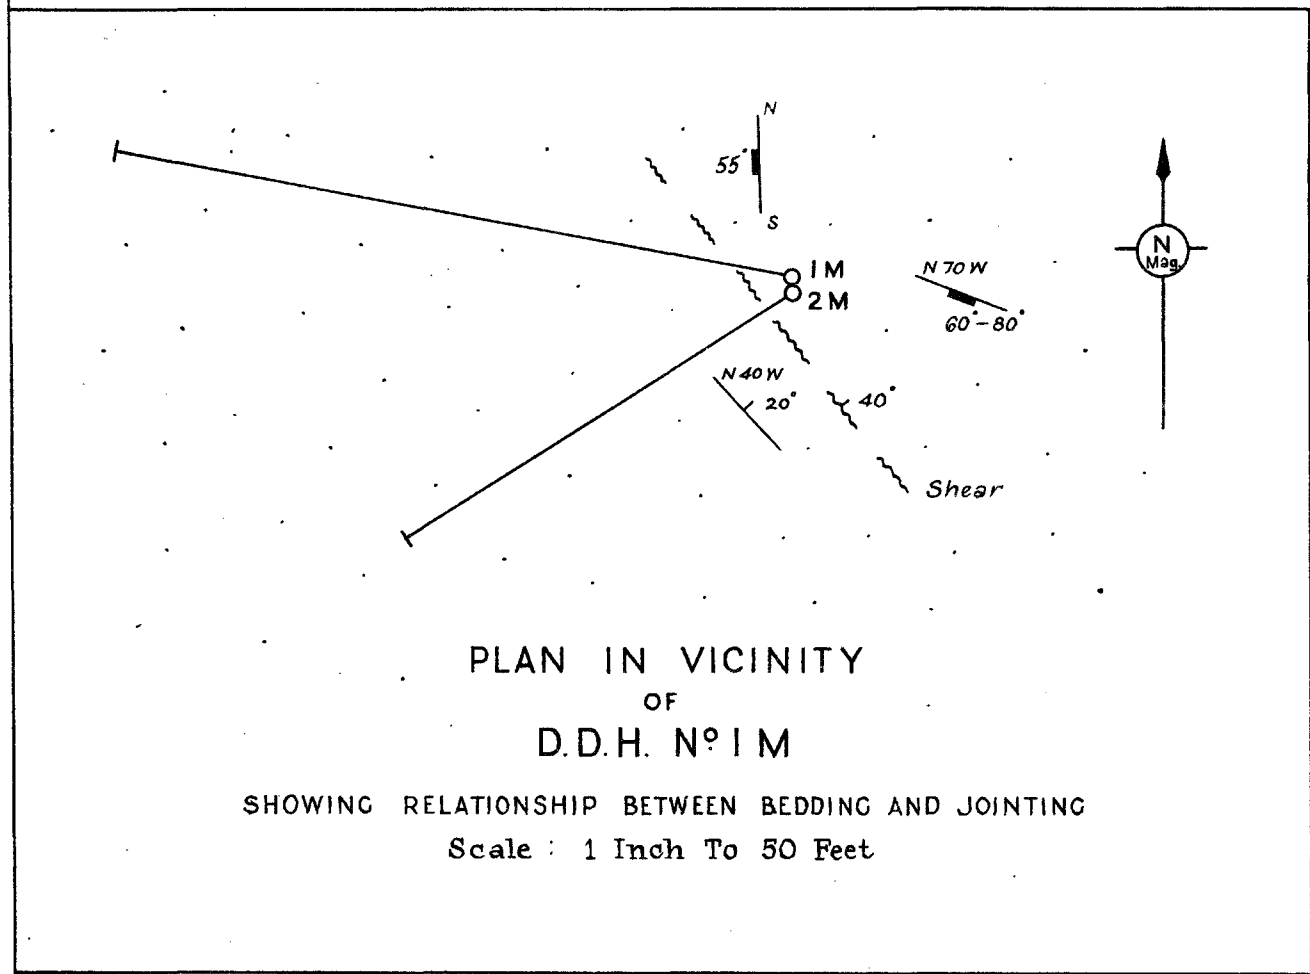 N
55°
S
N
Mag.
1M
2M
N 70 W
60°-80°
N 40 W
20°
40°
Shear
PLAN IN VICINITY
OF
D.D.H. Nº 1 M
SHOWING RELATIONSHIP BETWEEN BEDDING AND JOINTING
Scale : 1 Inch To 50 Feet